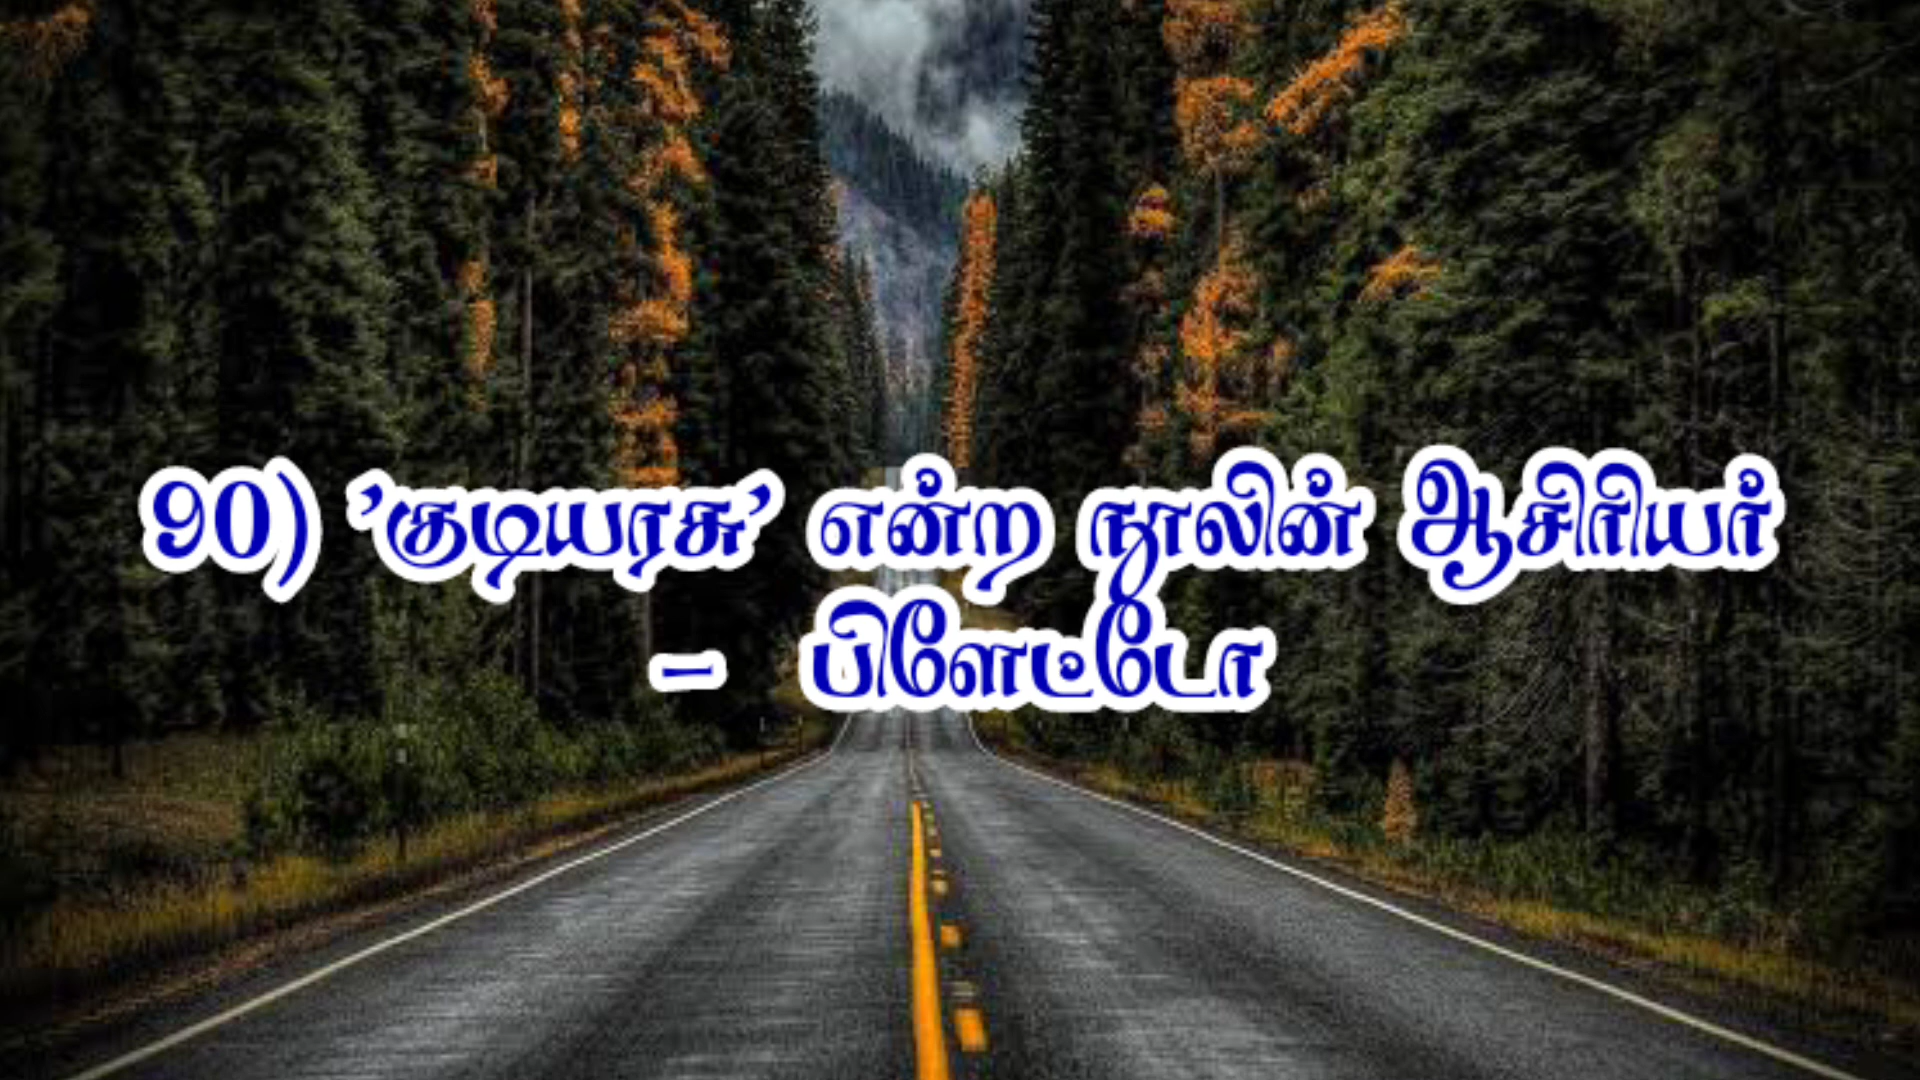 90) 'குடியரசு' என்ற நூலின் ஆசிரியர்
- பிளேட்டோ